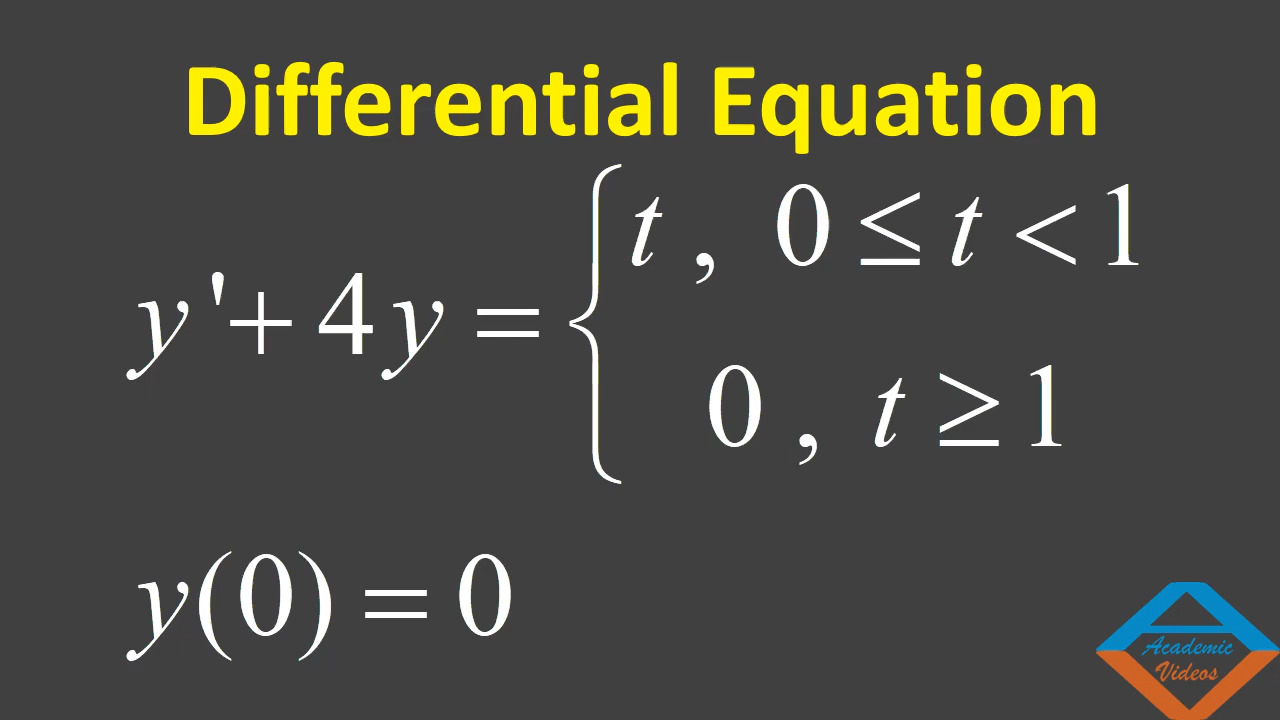 Differential Equation
t , 0 ≤ t < 1
y '+ 4y =
0 , t ≥ 1
y(0) = 0
Academic
Videos